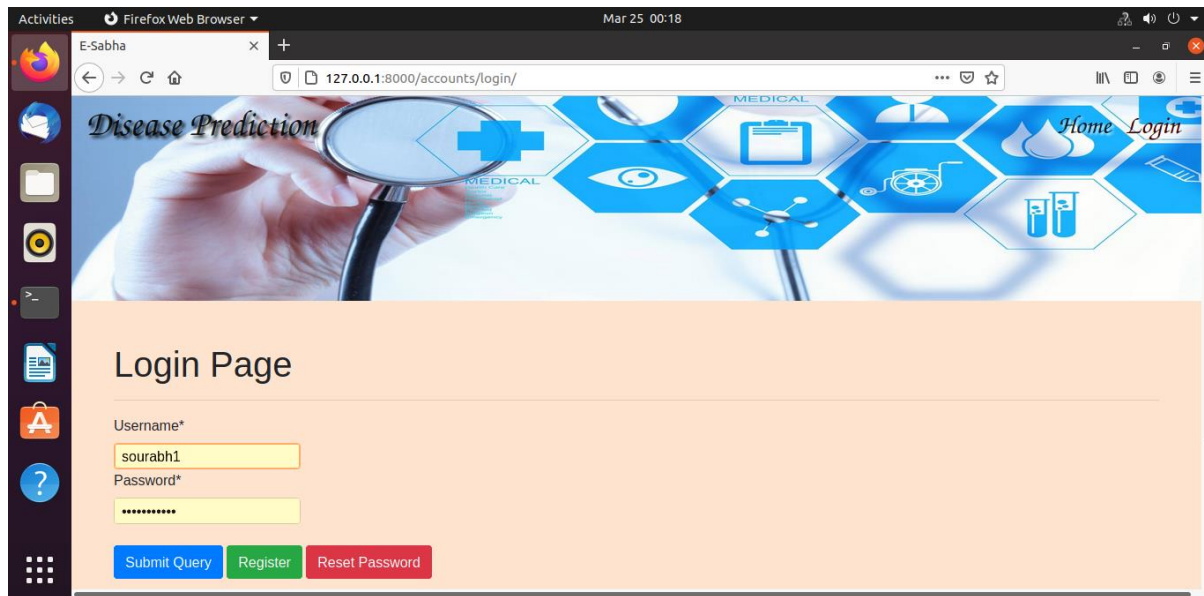 Activities Firefox Web Browser Mar 25 00:18
E-Sabha
127.0.0.1:8000/accounts/login/
MEDICAL
Disease Prediction Home Login
MEDICAL
Login Page
Username*
sourabh1
Password*
•••••••••••
Submit Query Register Reset Password